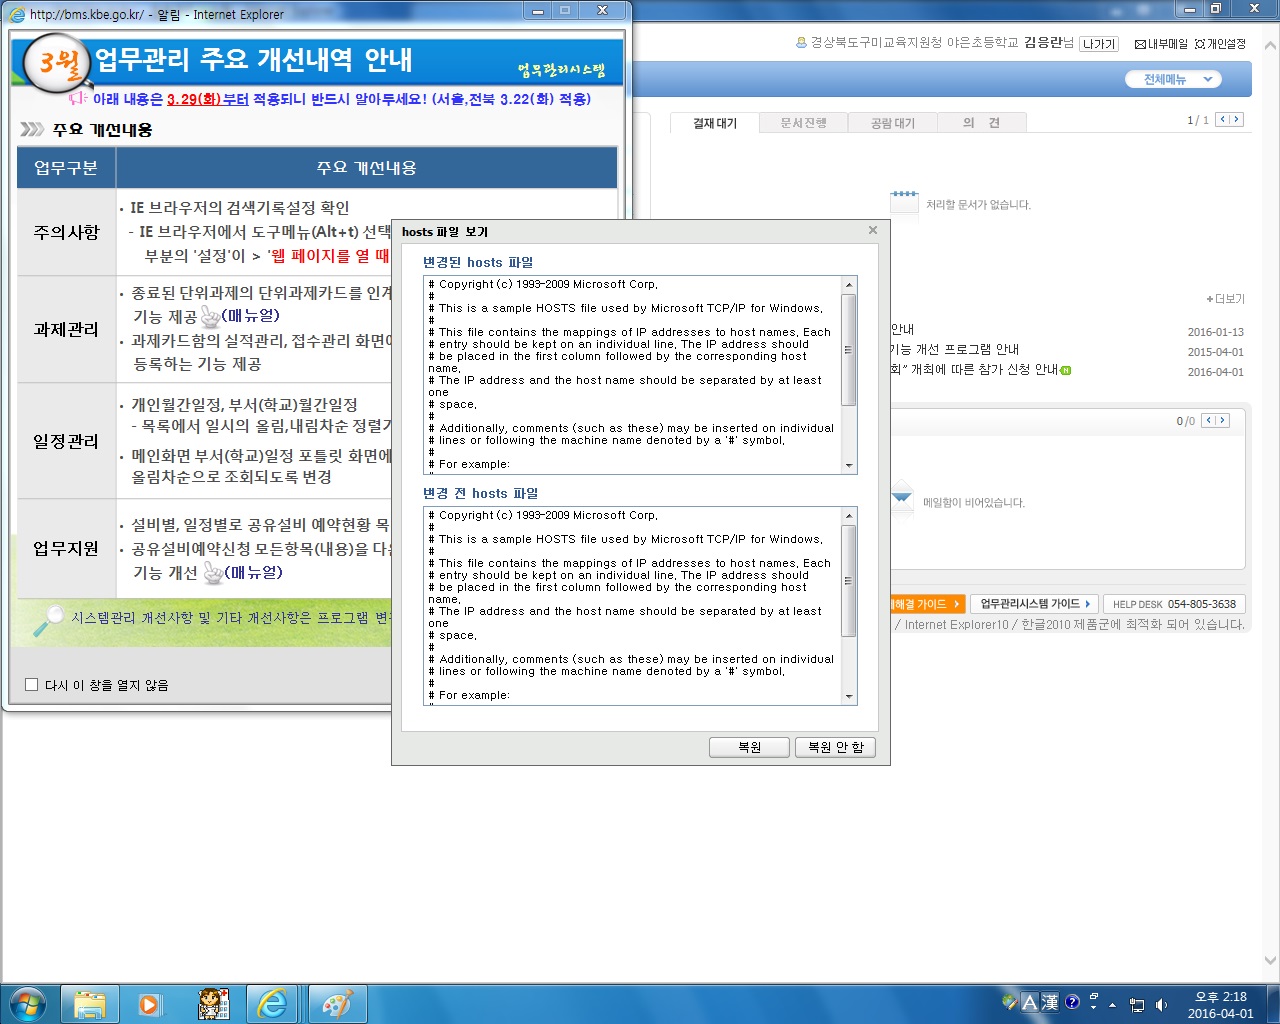 http://bms.kbe.go.kr/ - 알림 - Internet Explorer
3월 업무관리 주요 개선내역 안내
업무관리시스템
아래 내용은 3.29(화)부터 적용되니 반드시 알아두세요! (서울,전북 3.22(화) 적용)
주요 개선내용
업무구분 주요 개선내용
주의사항
· IE 브라우저의 검색기록설정 확인
- IE 브라우저에서 도구메뉴(Alt+t) 선택
부분의 '설정'이 > '웹 페이지를 열 때
과제관리
· 종료된 단위과제의 단위과제카드를 인계
기능 제공 (매뉴얼)
· 과제카드함의 실적관리, 접수관리 화면에
등록하는 기능 제공
일정관리
· 개인월간일정, 부서(학교)월간일정
- 목록에서 일시의 올림,내림차순 정렬기
· 메인화면 부서(학교)일정 포틀릿 화면에
올림차순으로 조회되도록 변경
업무지원
· 설비별, 일정별로 공유설비 예약현황 목
· 공유설비예약신청 모든항목(내용)을 다음
기능 개선 (매뉴얼)
시스템관리 개선사항 및 기타 개선사항은 프로그램 변
다시 이 창을 열지 않음
경상북도구미교육지원청 야은초등학교 김응란님 나가기 내부메일 개인설정
전체메뉴
결재대기 문서진행 공람대기 의 견 1 / 1
처리할 문서가 없습니다.
+더보기
안내 2016-01-13
기능 개선 프로그램 안내 2015-04-01
회" 개최에 따른 참가 신청 안내 N 2016-04-01
0/0
메일함이 비어있습니다.
해결 가이드 업무관리시스템 가이드 HELP DESK 054-805-3638
/ Internet Explorer10 / 한글2010 제품군에 최적화 되어 있습니다.
hosts 파일 보기
변경된 hosts 파일
# Copyright (c) 1993-2009 Microsoft Corp.
#
# This is a sample HOSTS file used by Microsoft TCP/IP for Windows.
#
# This file contains the mappings of IP addresses to host names. Each
# entry should be kept on an individual line. The IP address should
# be placed in the first column followed by the corresponding host
name.
# The IP address and the host name should be separated by at least
one
# space.
#
# Additionally, comments (such as these) may be inserted on individual
# lines or following the machine name denoted by a '#' symbol.
#
# For example:
변경 전 hosts 파일
# Copyright (c) 1993-2009 Microsoft Corp.
#
# This is a sample HOSTS file used by Microsoft TCP/IP for Windows.
#
# This file contains the mappings of IP addresses to host names. Each
# entry should be kept on an individual line. The IP address should
# be placed in the first column followed by the corresponding host
name.
# The IP address and the host name should be separated by at least
one
# space.
#
# Additionally, comments (such as these) may be inserted on individual
# lines or following the machine name denoted by a '#' symbol.
#
# For example:
복원 복원 안 함
A 漢
오후 2:18
2016-04-01